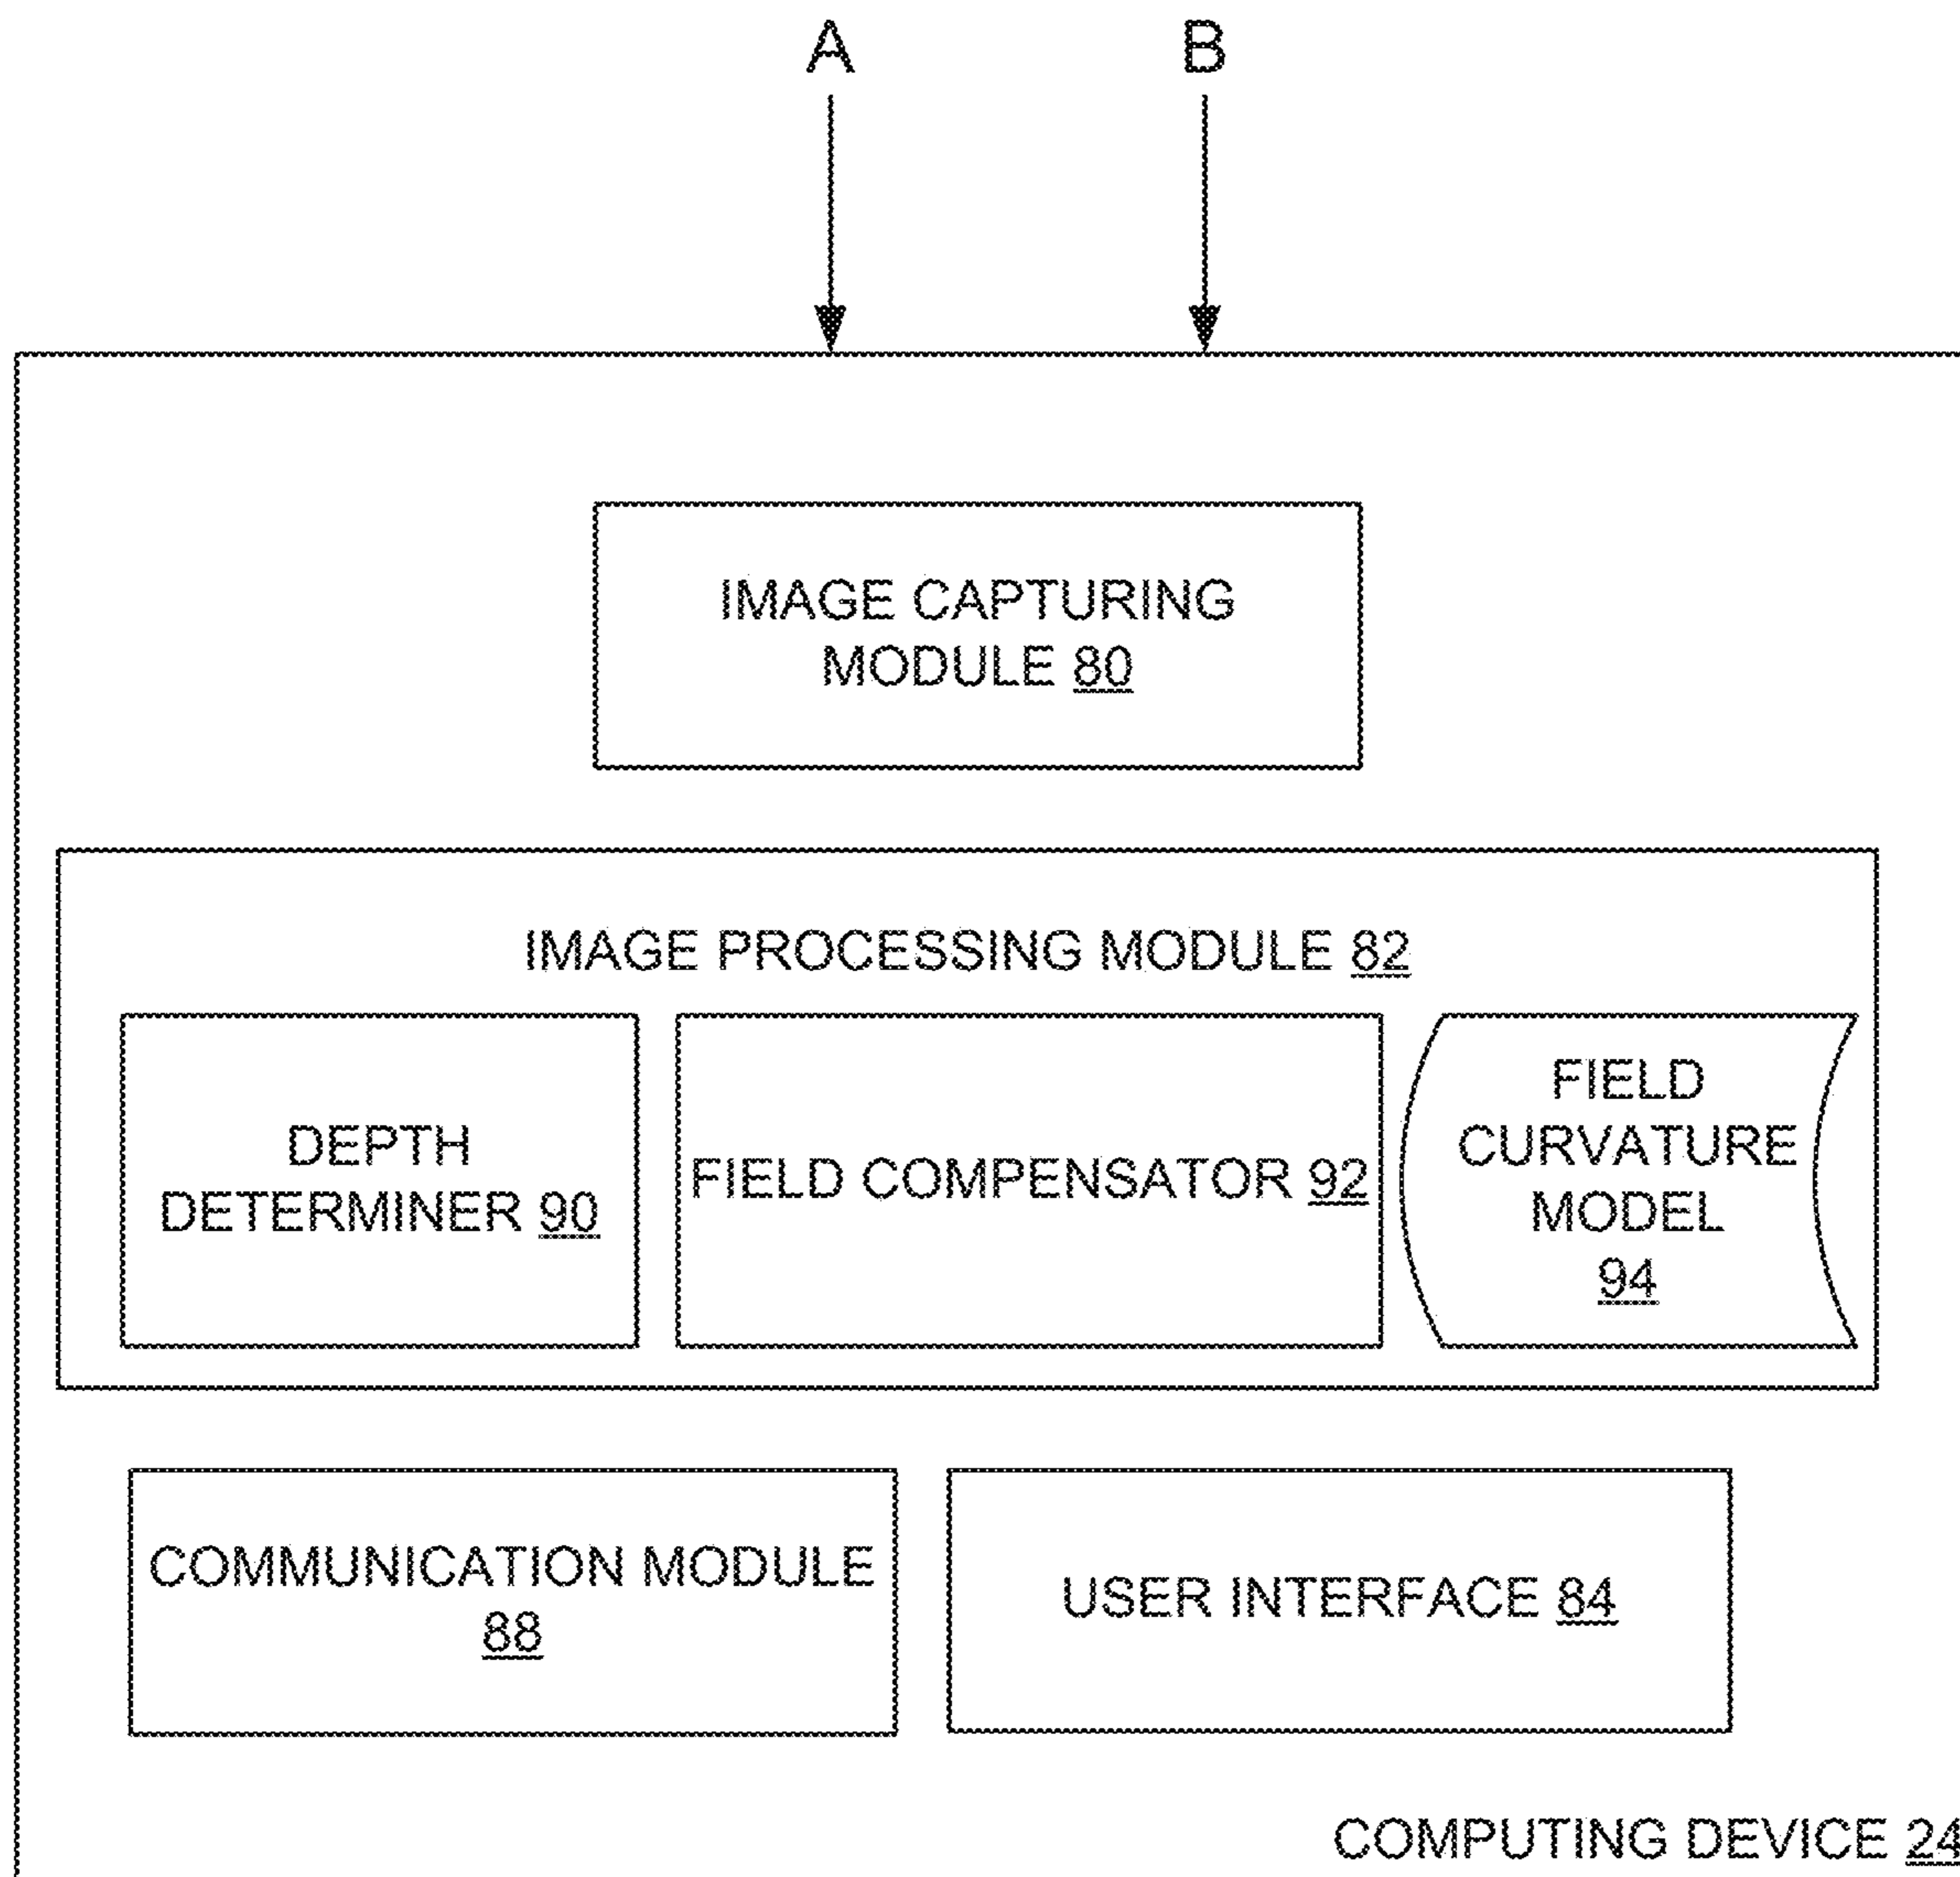 A
B
IMAGE CAPTURING
MODULE 80
IMAGE PROCESSING MODULE 82
DEPTH
DETERMINER 90
FIELD COMPENSATOR 92
FIELD
CURVATURE
MODEL
94
COMMUNICATION MODULE
88
USER INTERFACE 84
COMPUTING DEVICE 24